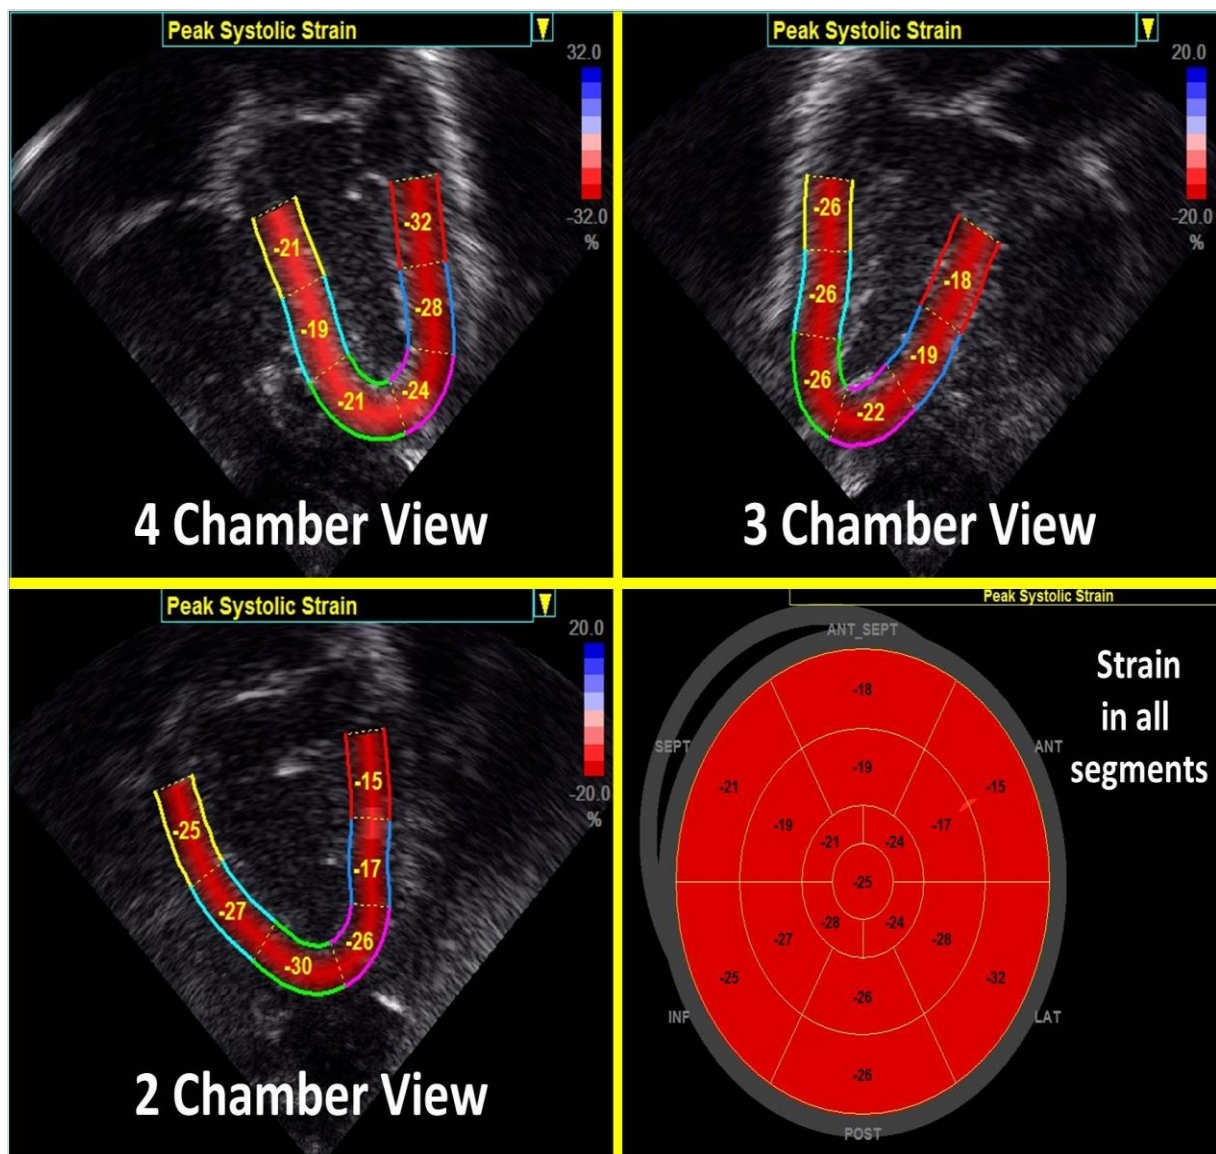 Peak Systolic Strain
32.0
-32.0
%
-21
-19
-21
-24
-28
-32
4 Chamber View
Peak Systolic Strain
20.0
-20.0
%
-26
-26
-26
-22
-19
-18
3 Chamber View
Peak Systolic Strain
20.0
-20.0
%
-25
-27
-30
-26
-17
-15
2 Chamber View
Peak Systolic Strain
Strain
in all
segments
ANT_SEPT
SEPT
ANT
INF
LAT
POST
-18
-21
-15
-19
-19
-17
-21
-24
-25
-28
-24
-27
-28
-25
-32
-26
-26